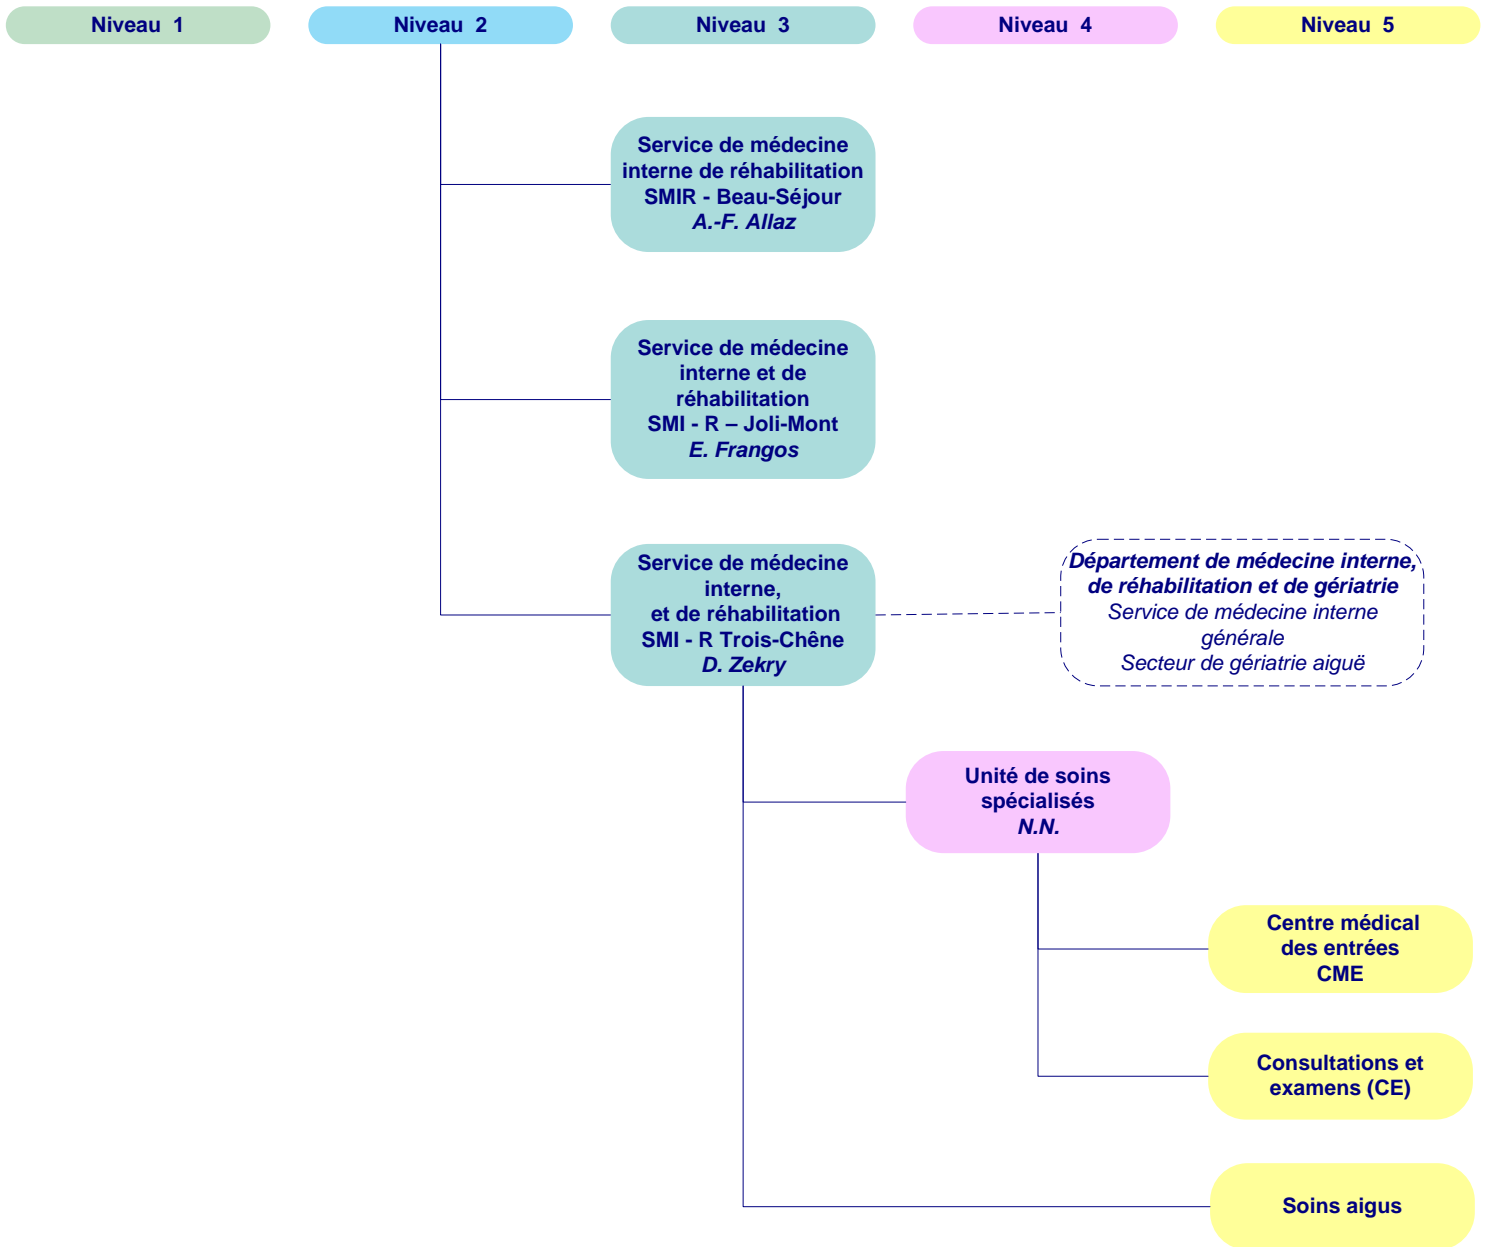 Niveau 1
Niveau 2
Niveau 3
Niveau 4
Niveau 5
Service de médecine
interne de réhabilitation
SMIR - Beau-Séjour
A.-F. Allaz
Service de médecine
interne et de
réhabilitation
SMI - R – Joli-Mont
E. Frangos
Service de médecine
interne,
et de réhabilitation
SMI - R Trois-Chêne
D. Zekry
Département de médecine interne,
de réhabilitation et de gériatrie
Service de médecine interne
générale
Secteur de gériatrie aiguë
Unité de soins
spécialisés
N.N.
Centre médical
des entrées
CME
Consultations et
examens (CE)
Soins aigus